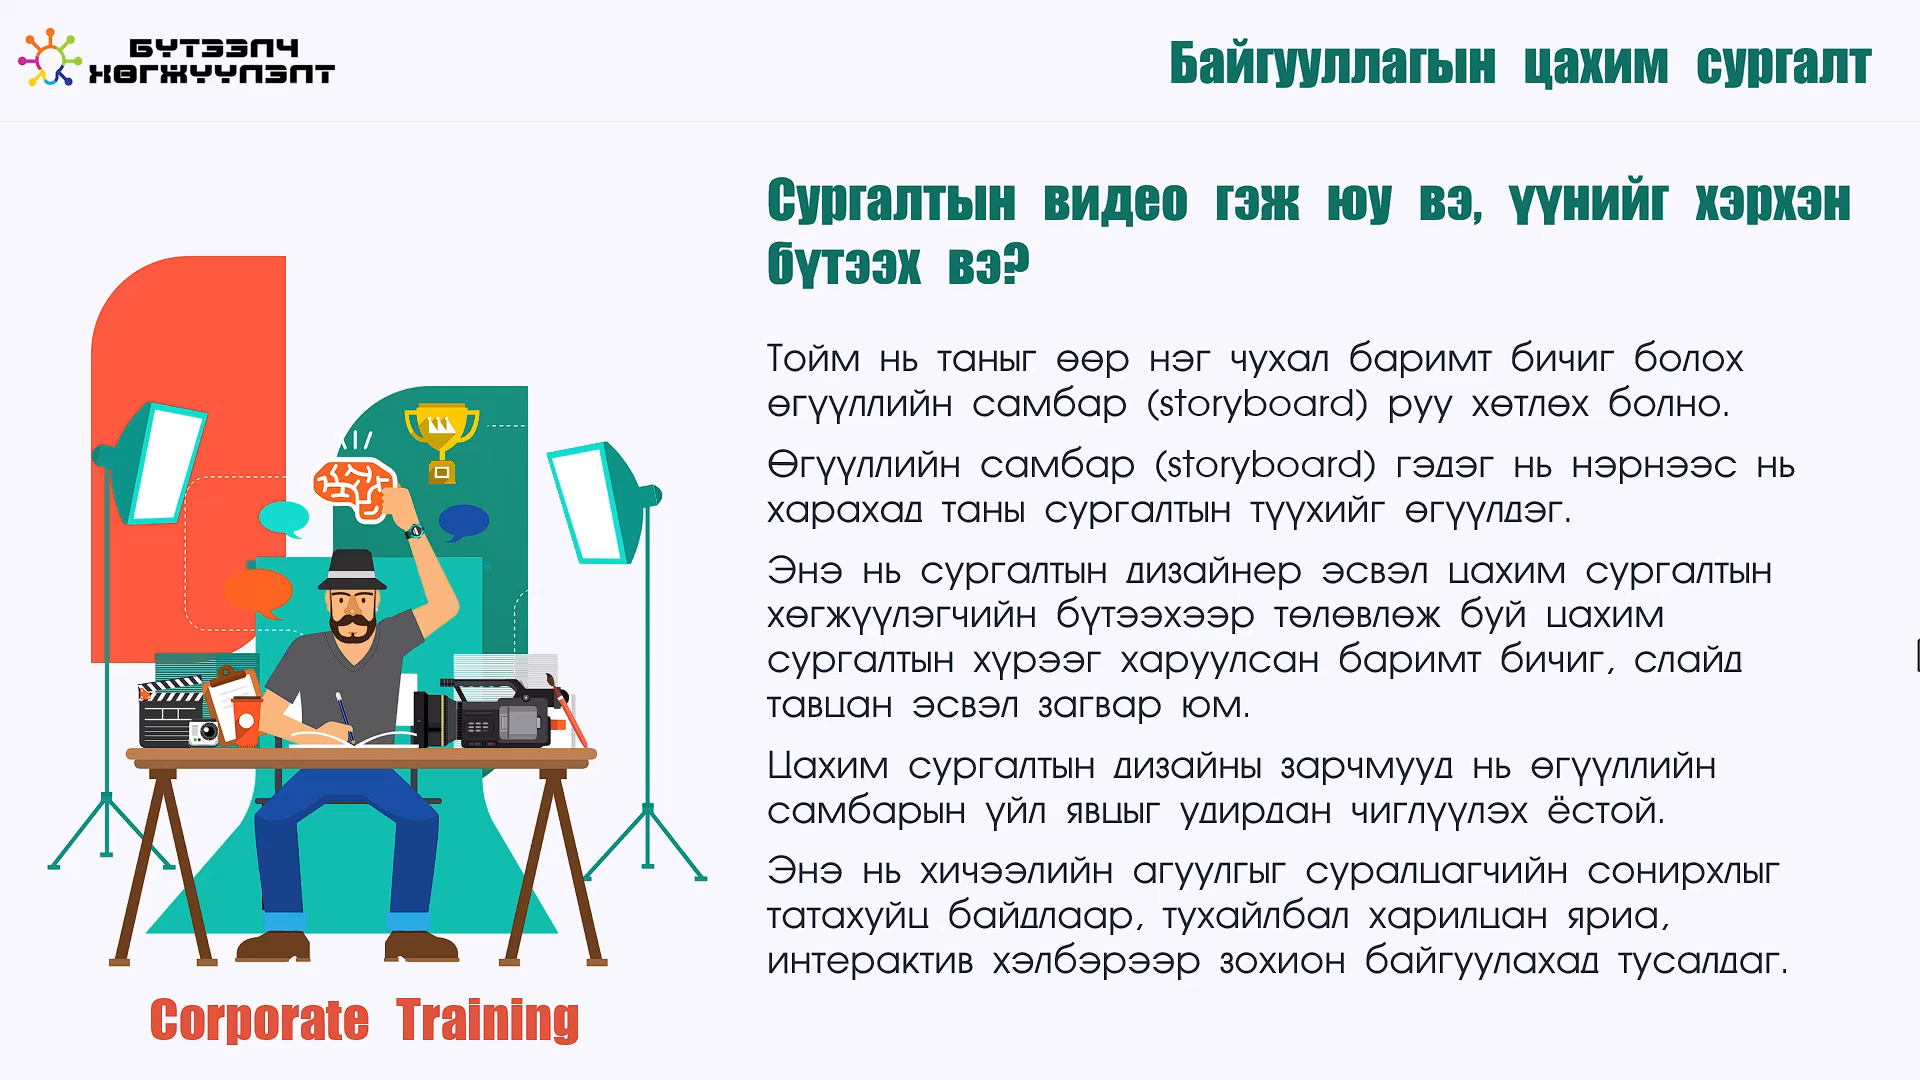 БҮТЭЭЛЧ
ХӨГЖҮҮЛЭЛТ
Байгууллагын цахим сургалт
Сургалтын видео гэж юу вэ, үүнийг хэрхэн
бүтээх вэ?
Тойм нь таныг өөр нэг чухал баримт бичиг болох
өгүүллийн самбар (storyboard) руу хөтлөх болно.
Өгүүллийн самбар (storyboard) гэдэг нь нэрнээс нь
харахад таны сургалтын түүхийг өгүүлдэг.
Энэ нь сургалтын дизайнер эсвэл цахим сургалтын
хөгжүүлэгчийн бүтээхээр төлөвлөж буй цахим
сургалтын хүрээг харуулсан баримт бичиг, слайд
тавцан эсвэл загвар юм.
Цахим сургалтын дизайны зарчмууд нь өгүүллийн
самбарын үйл явцыг удирдан чиглүүлэх ёстой.
Энэ нь хичээлийн агуулгыг суралцагчийн сонирхлыг
татахуйц байдлаар, тухайлбал харилцан яриа,
интерактив хэлбэрээр зохион байгуулахад тусалдаг.
Corporate Training